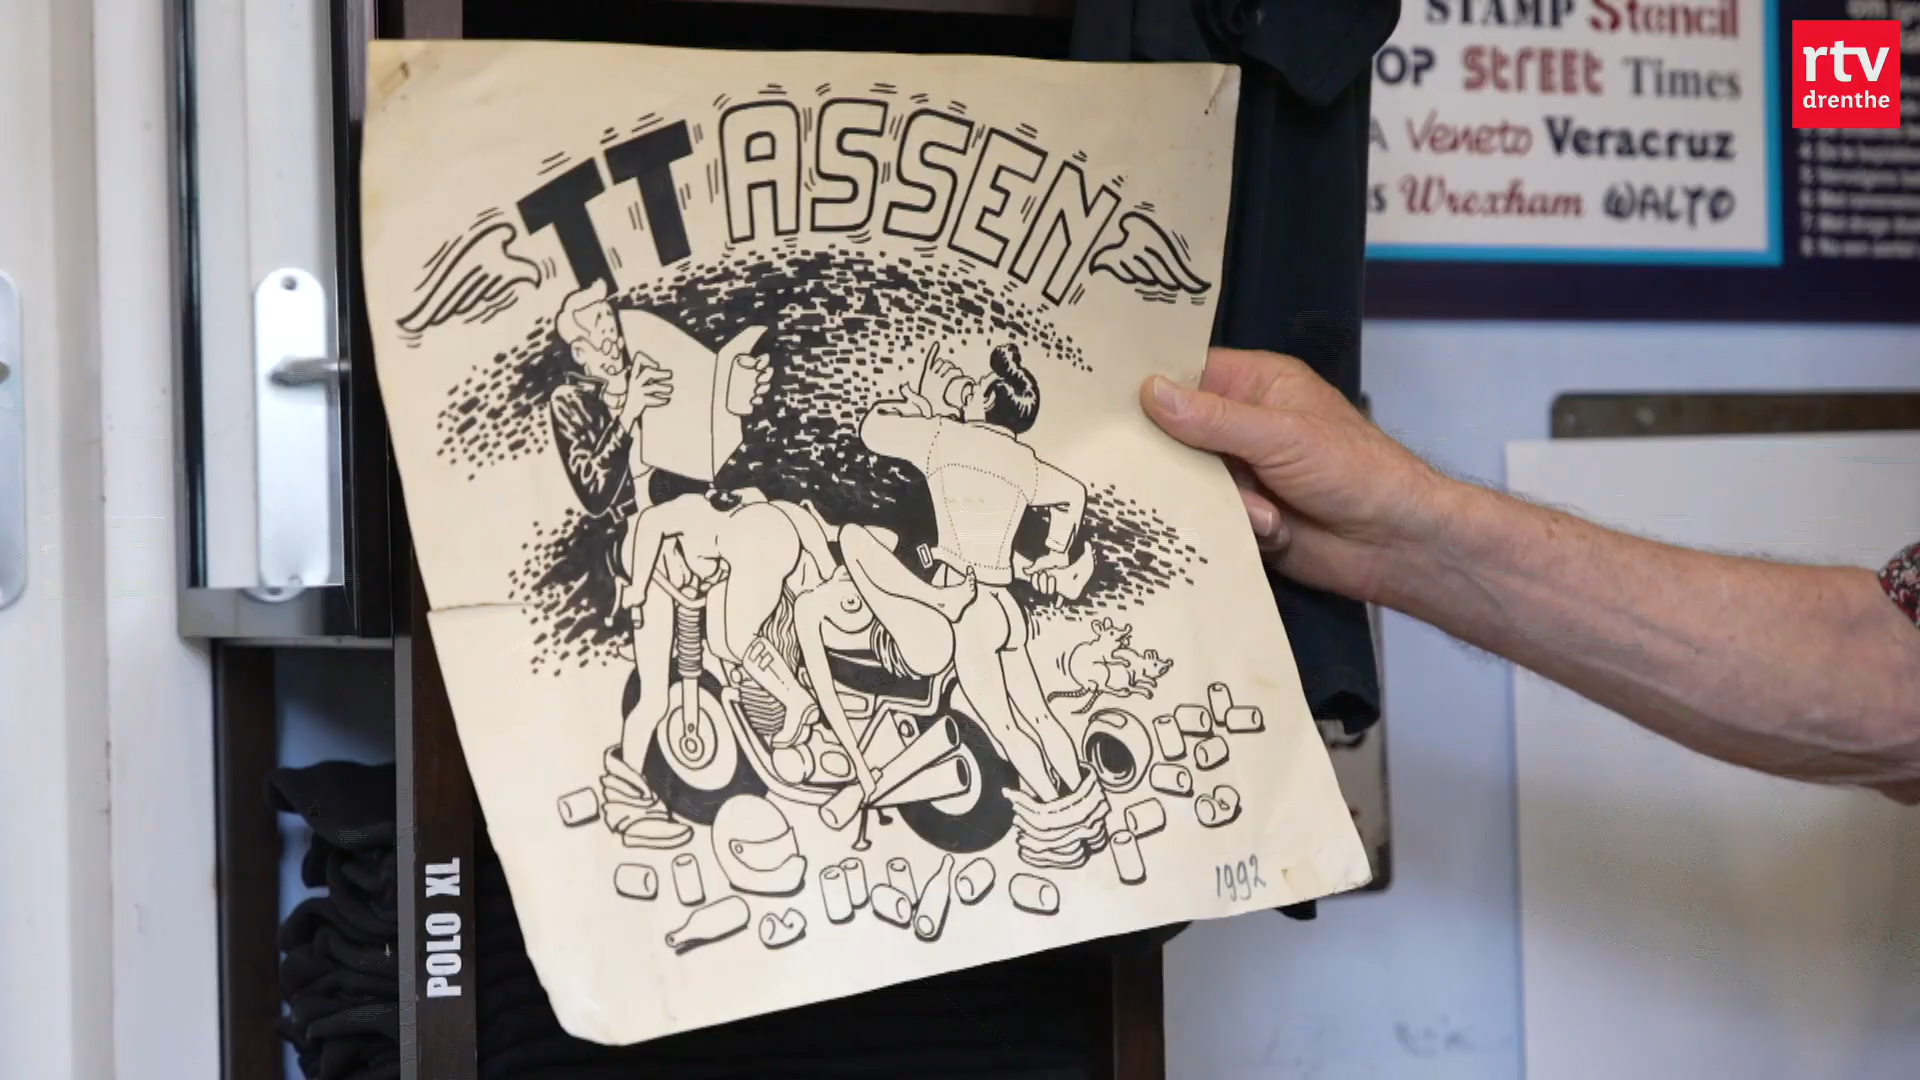 TT ASSEN
1992
POLO XL
STAMP Stencil
OP STREET Times
A Veneto Veracruz
s Wrexham WALTO
rtv
drenthe